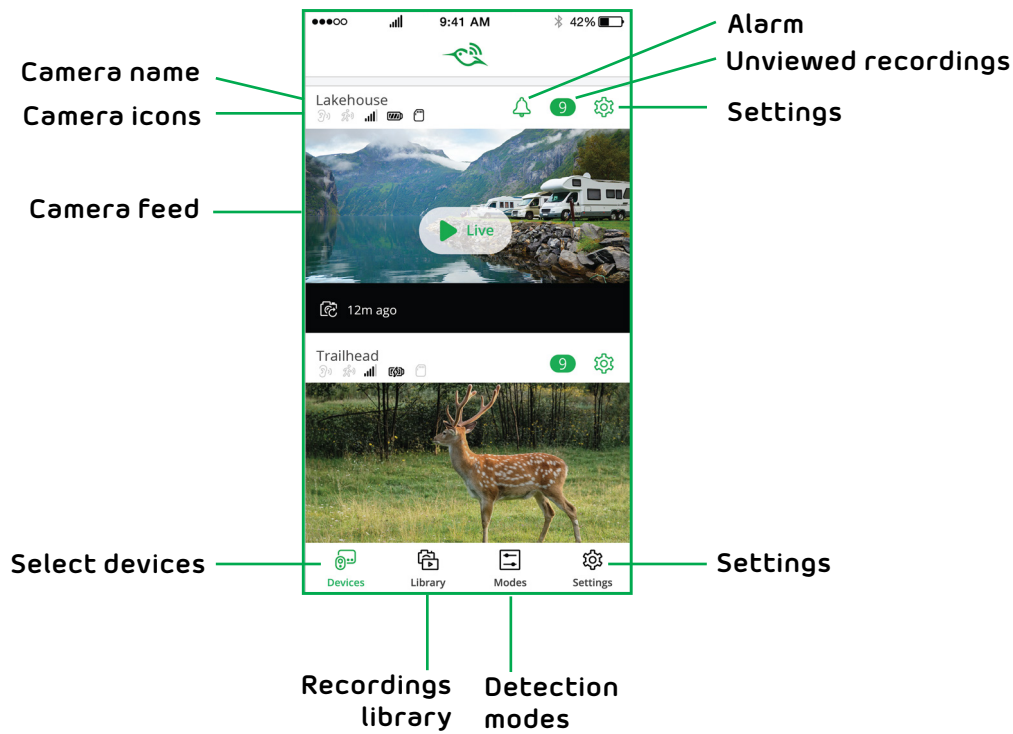 9:41 AM
42%
Alarm
Unviewed recordings
Camera name
Camera icons
Lakehouse
9
Settings
Camera feed
Live
12m ago
Trailhead
9
Select devices
Devices
Library
Modes
Settings
Settings
Recordings
library
Detection
modes